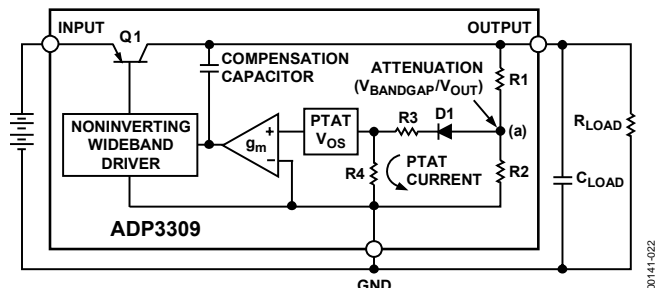 INPUT
Q1
OUTPUT
COMPENSATION
CAPACITOR
ATTENUATION
(VBANDGAP/VOUT)
R1
NONINVERTING
WIDEBAND
DRIVER
gm
+
−
PTAT
VOS
R3
D1
(a)
R4
PTAT
CURRENT
R2
RLOAD
CLOAD
ADP3309
GND
00141-022